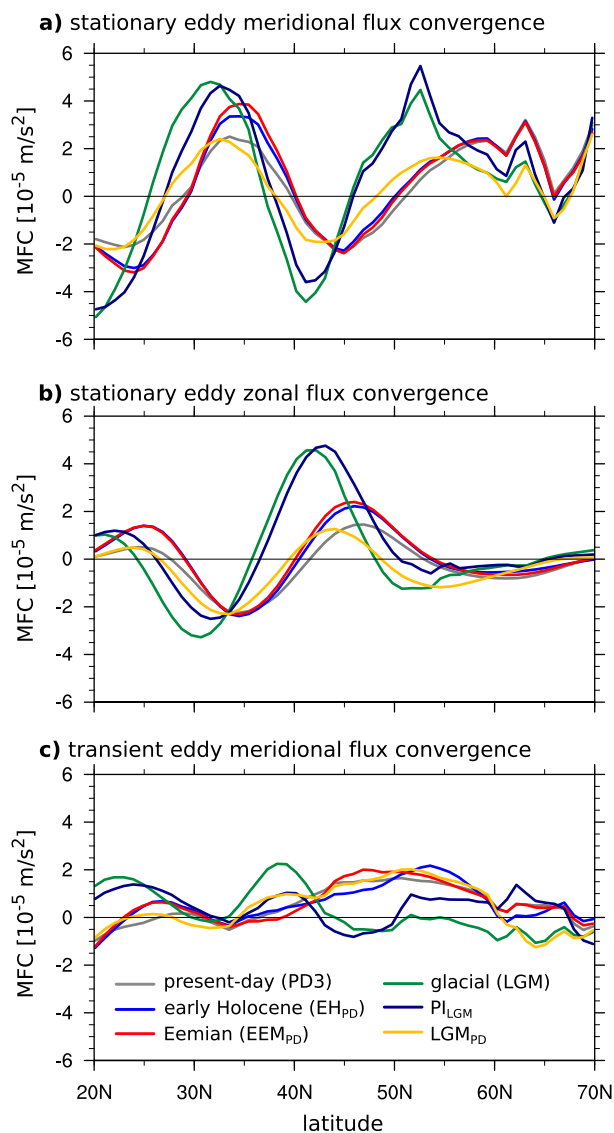 a) stationary eddy meridional flux convergence
6
4
2
0
-2
-4
-6
MFC [10⁻⁵ m/s²]
b) stationary eddy zonal flux convergence
6
4
2
0
-2
-4
-6
MFC [10⁻⁵ m/s²]
c) transient eddy meridional flux convergence
6
4
2
0
-2
-4
-6
MFC [10⁻⁵ m/s²]
present-day (PD3)
early Holocene (EH_PD)
Eemian (EEM_PD)
glacial (LGM)
PI_LGM
LGM_PD
20N 30N 40N 50N 60N 70N
latitude